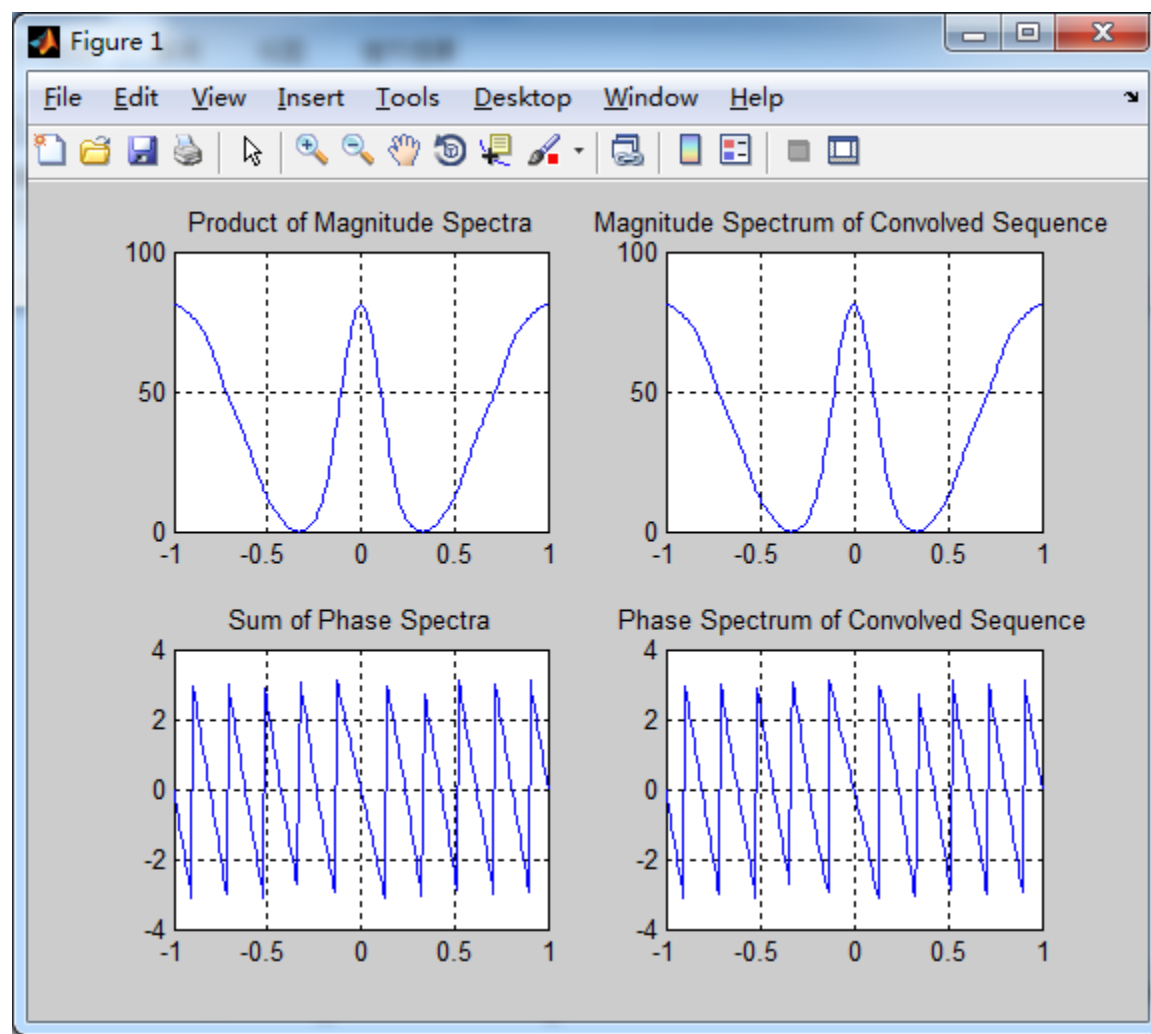 Figure 1
File Edit View Insert Tools Desktop Window Help
Product of Magnitude Spectra
100
50
0
-1 -0.5 0 0.5 1
Magnitude Spectrum of Convolved Sequence
100
50
0
-1 -0.5 0 0.5 1
Sum of Phase Spectra
4
2
0
-2
-4
-1 -0.5 0 0.5 1
Phase Spectrum of Convolved Sequence
4
2
0
-2
-4
-1 -0.5 0 0.5 1